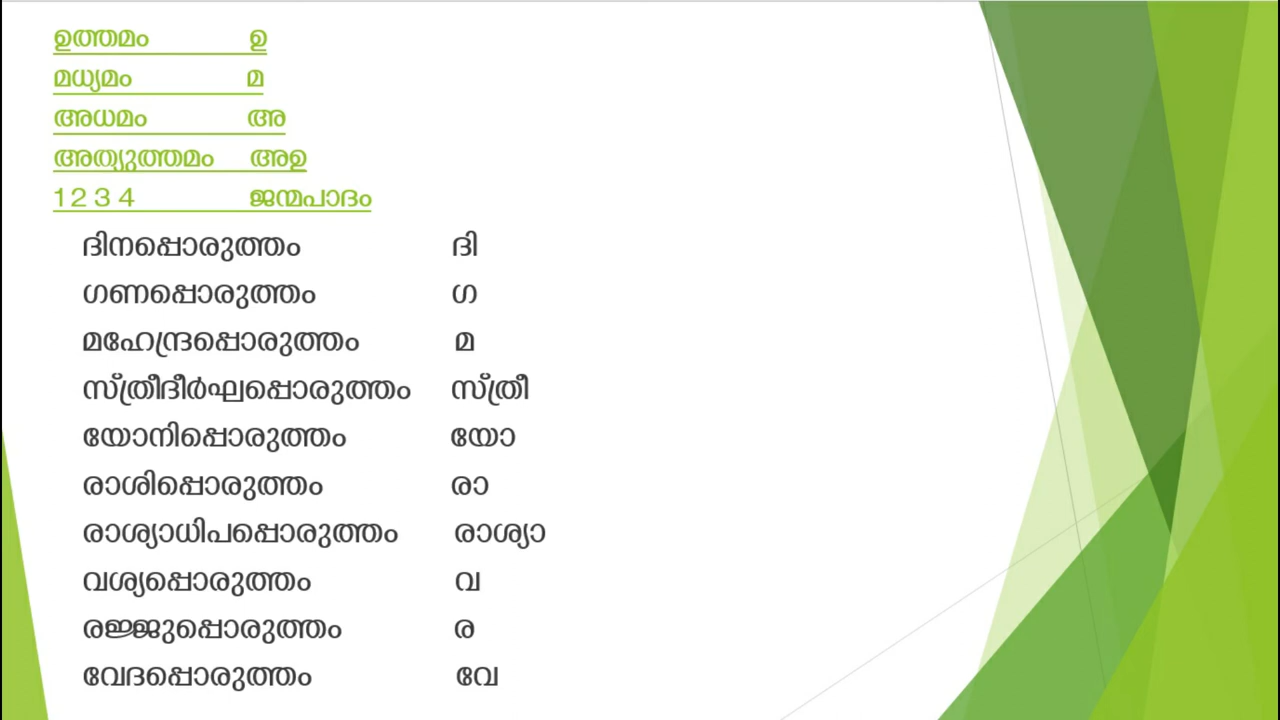 ഉത്തമം ഉ
മധ്യമം മ
അധമം അ
അത്യുത്തമം അഉ
1 2 3 4 ജന്മപാദം
ദിനപ്പൊരുത്തം ദി
ഗണപ്പൊരുത്തം ഗ
മഹേന്ദ്രപ്പൊരുത്തം മ
സ്ത്രീദീർഘപ്പൊരുത്തം സ്ത്രീ
യോനിപ്പൊരുത്തം യോ
രാശിപ്പൊരുത്തം രാ
രാശ്യാധിപപ്പൊരുത്തം രാശ്യാ
വശ്യപ്പൊരുത്തം വ
രജ്ജുപ്പൊരുത്തം ര
വേദപ്പൊരുത്തം വേ